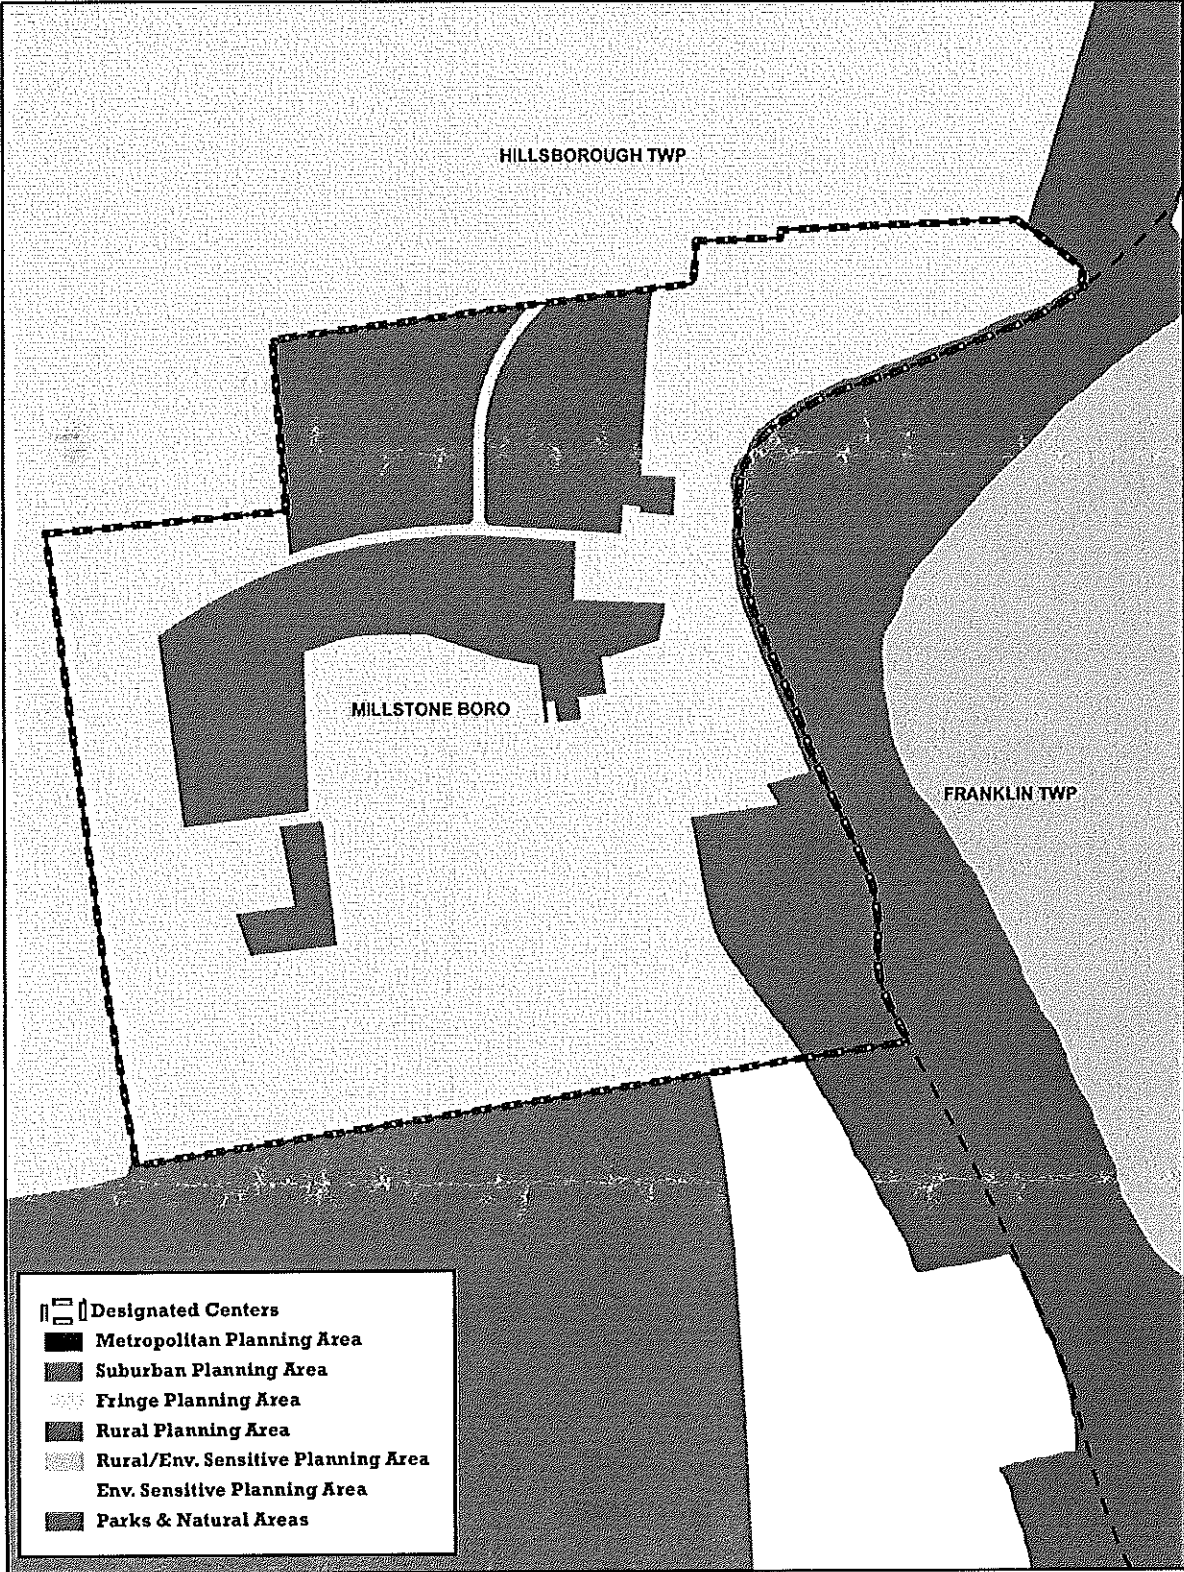 HILLSBOROUGH TWP
MILLSTONE BORO
FRANKLIN TWP
Designated Centers
Metropolitan Planning Area
Suburban Planning Area
Fringe Planning Area
Rural Planning Area
Rural/Env. Sensitive Planning Area
Env. Sensitive Planning Area
Parks & Natural Areas